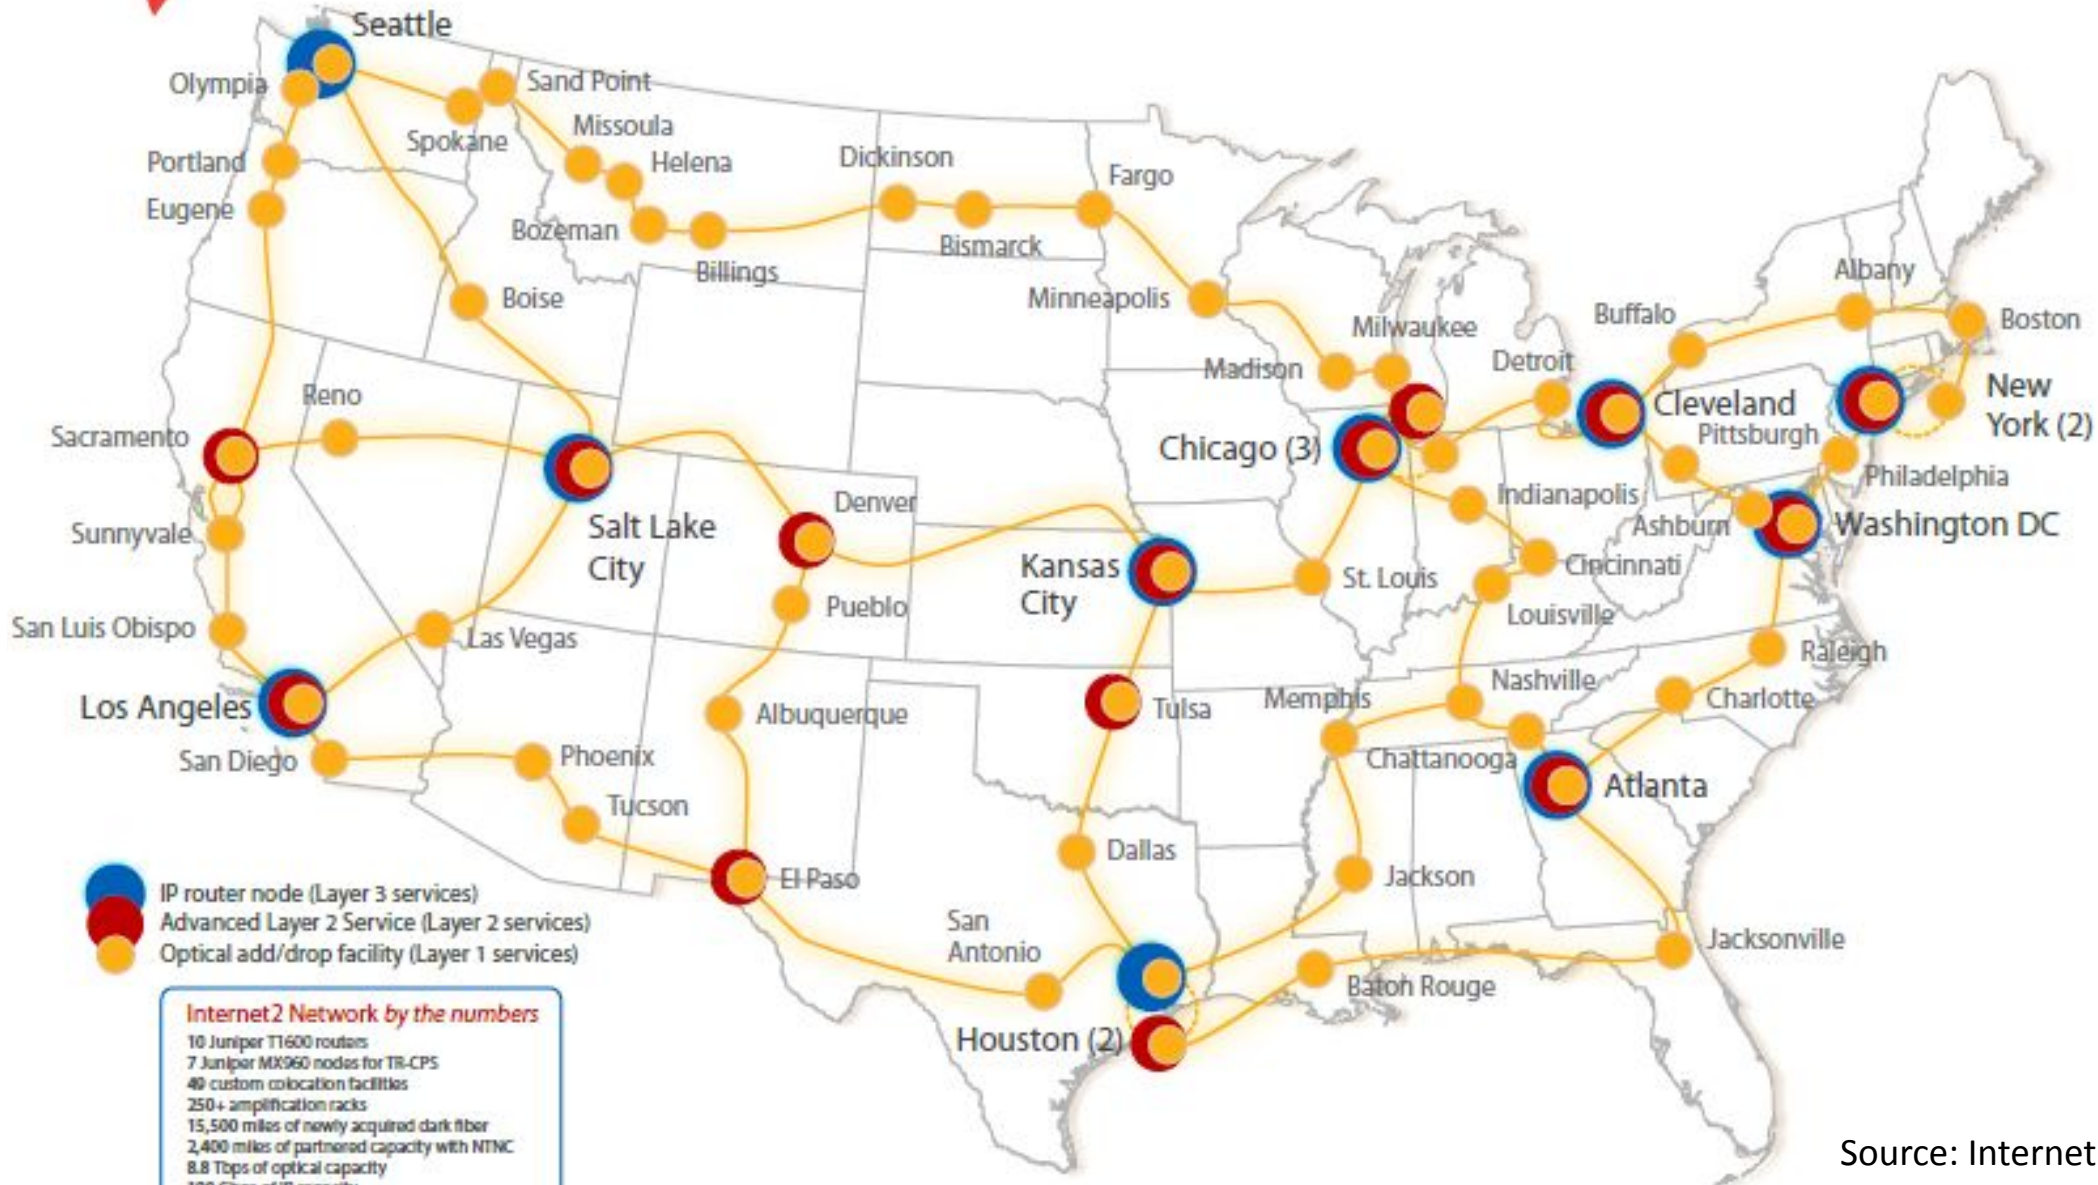 Seattle
Olympia
Sand Point
Spokane
Missoula
Helena
Portland
Eugene
Bozeman
Billings
Dickinson
Bismarck
Fargo
Boise
Minneapolis
Milwaukee
Madison
Detroit
Buffalo
Albany
Boston
New
York (2)
Reno
Sacramento
Chicago (3)
Cleveland
Pittsburgh
Philadelphia
Sunnyvale
Salt Lake
City
Denver
Kansas
City
St. Louis
Indianapolis
Ashburn
Washington DC
Cincinnati
Louisville
San Luis Obispo
Las Vegas
Pueblo
Raleigh
Los Angeles
Albuquerque
Tulsa
Memphis
Nashville
Charlotte
San Diego
Phoenix
Chattanooga
Atlanta
Tucson
Dallas
El Paso
Jackson
San
Antonio
Baton Rouge
Jacksonville
Houston (2)
IP router node (Layer 3 services)
Advanced Layer 2 Service (Layer 2 services)
Optical add/drop facility (Layer 1 services)
Internet2 Network by the numbers
10 Juniper T1600 routers
7 Juniper MX960 nodes for TR-CPS
49 custom colocation facilities
250+ amplification racks
15,500 miles of newly acquired dark fiber
2,400 miles of partnered capacity with NTNC
8.8 Tbps of optical capacity
Source: Internet